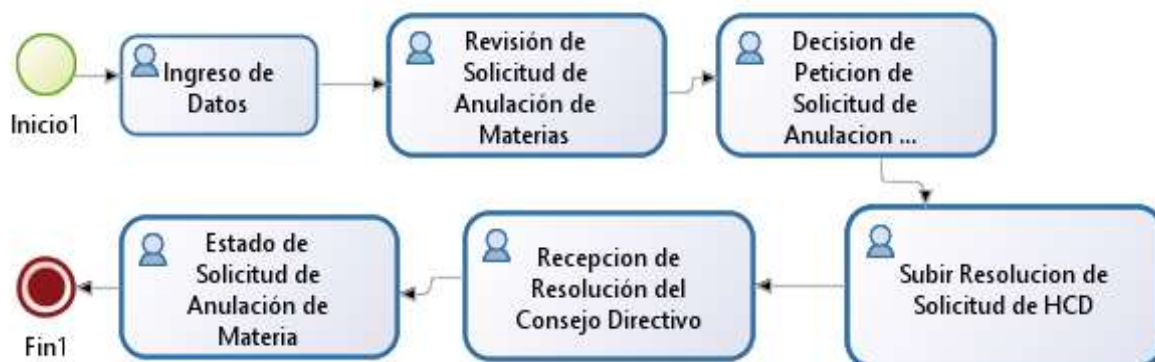 Inicio1
Ingreso de
Datos
Revisión de
Solicitud de
Anulación de
Materias
Decision de
Peticion de
Solicitud de
Anulacion ...
Subir Resolucion de
Solicitud de HCD
Recepcion de
Resolución del
Consejo Directivo
Estado de
Solicitud de
Anulación de
Materia
Fin1